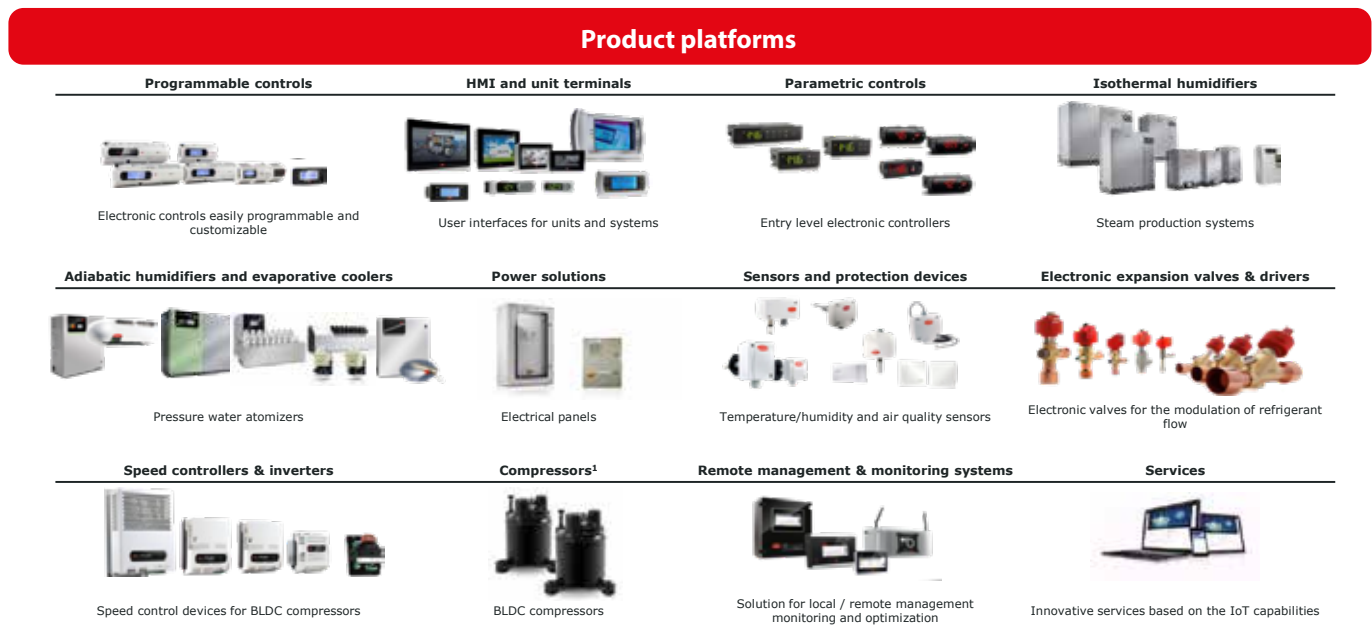 Product platforms
Programmable controls
HMI and unit terminals
Parametric controls
Isothermal humidifiers
Electronic controls easily programmable and
customizable
User interfaces for units and systems
Entry level electronic controllers
Steam production systems
Adiabatic humidifiers and evaporative coolers
Power solutions
Sensors and protection devices
Electronic expansion valves & drivers
Pressure water atomizers
Electrical panels
Temperature/humidity and air quality sensors
Electronic valves for the modulation of refrigerant
flow
Speed controllers & inverters
Compressors¹
Remote management & monitoring systems
Services
Speed control devices for BLDC compressors
BLDC compressors
Solution for local / remote management
monitoring and optimization
Innovative services based on the IoT capabilities